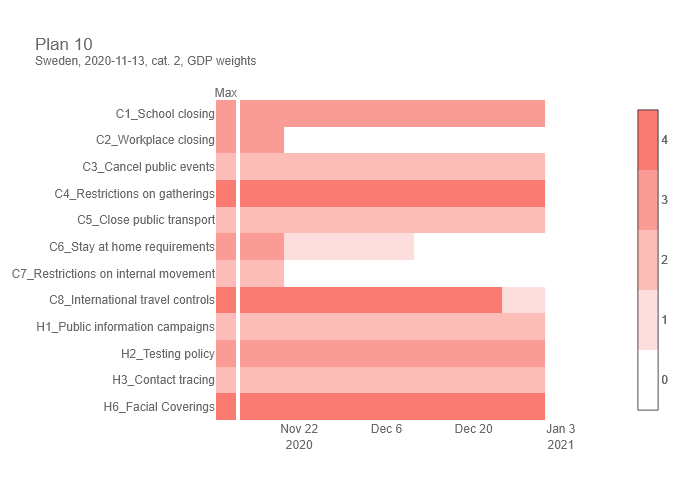 Plan 10
Sweden, 2020-11-13, cat. 2, GDP weights
Max
C1_School closing
C2_Workplace closing
C3_Cancel public events
C4_Restrictions on gatherings
C5_Close public transport
C6_Stay at home requirements
C7_Restrictions on internal movement
C8_International travel controls
H1_Public information campaigns
H2_Testing policy
H3_Contact tracing
H6_Facial Coverings
Nov 22 Dec 6 Dec 20 Jan 3
2020 2021
4
3
2
1
0